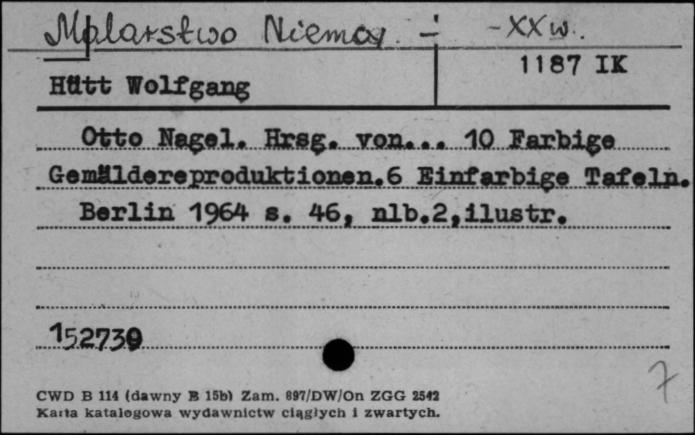 Malarstwo Niemcy - - XX w.
1187 IK
Hütt Wolfgang
Otto Nagel. Hrsg. von... 10 Farbige
Gemäldereproduktionen.6 Einfarbige Tafeln.
Berlin 1964 s. 46, nlb.2,ilustr.
152739
7
CWD B 114 (dawny B 15b) Zam. 897/DW/On ZGG 2542
Karta katalogowa wydawnictw ciągłych i zwartych.